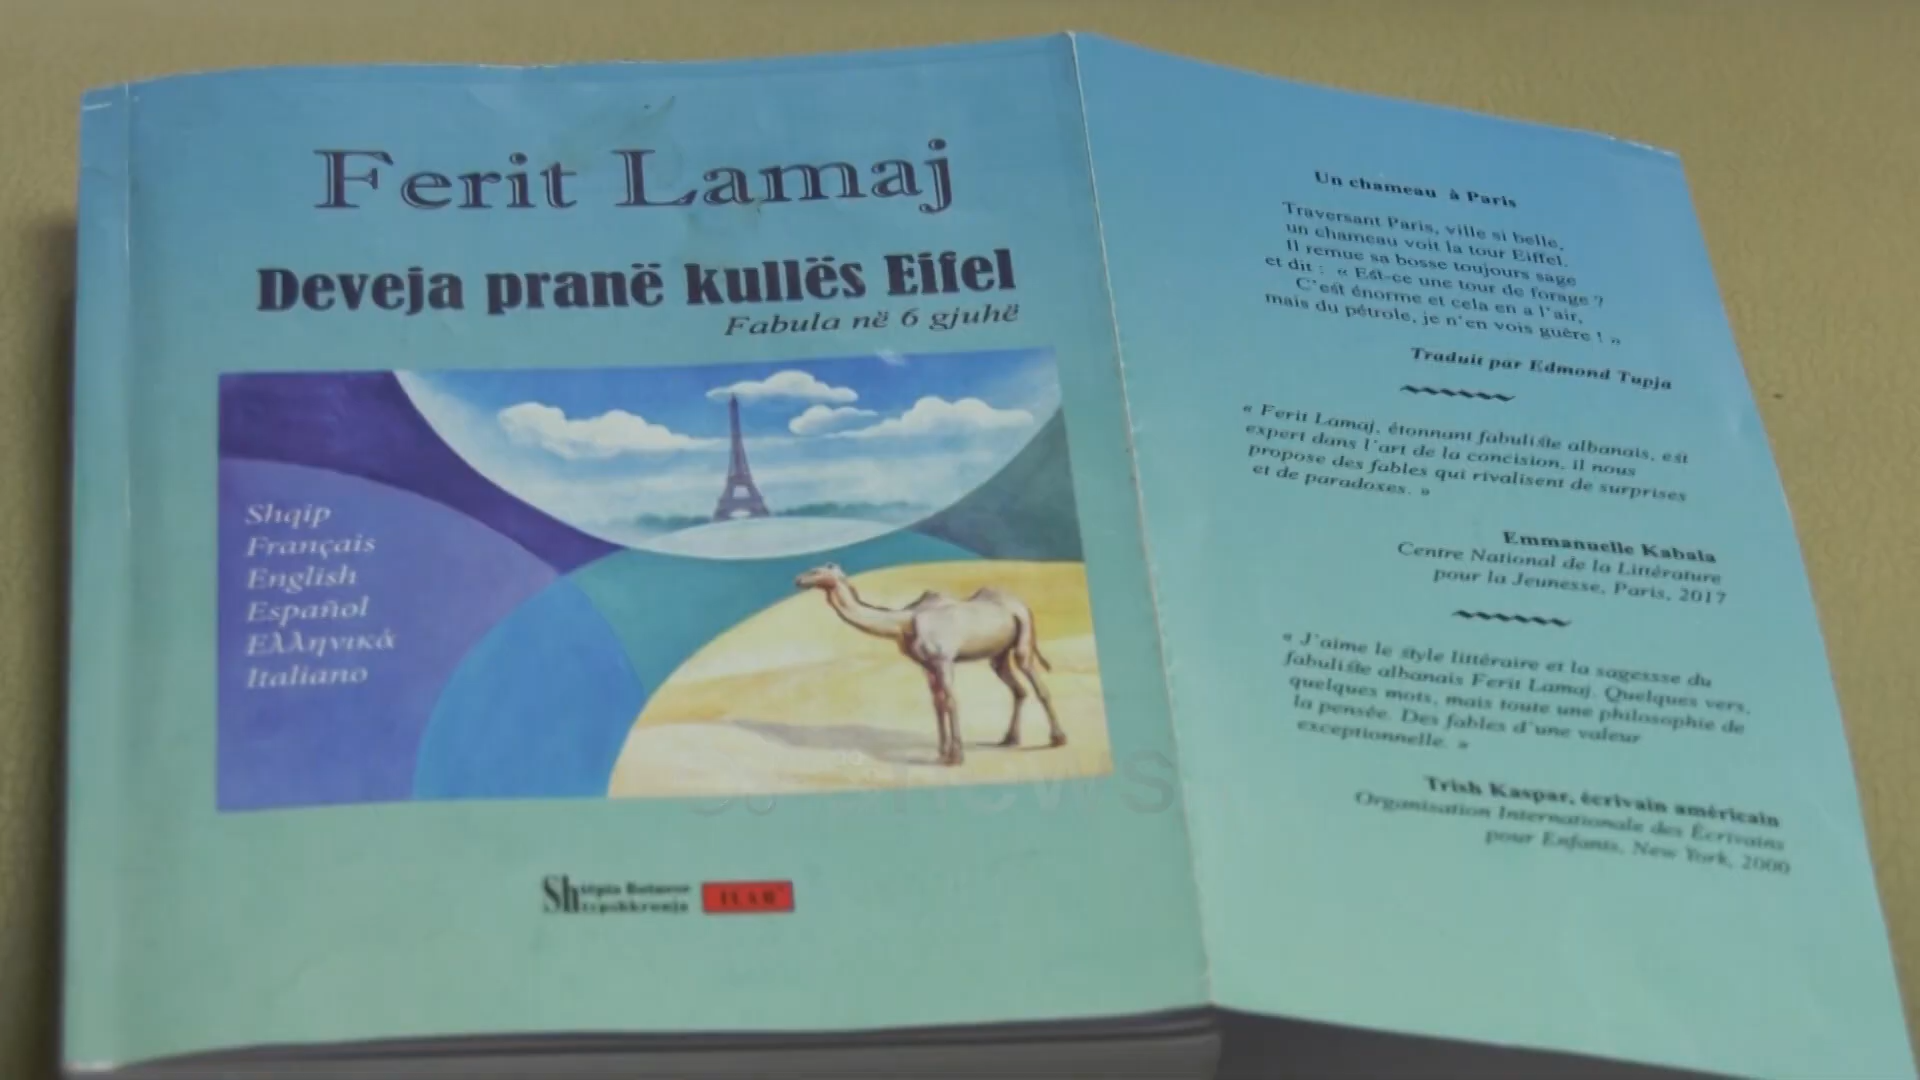 Ferit Lamaj
Deveja pranë kullës Eifel
Fabula në 6 gjuhë
Shqip
Français
English
Español
Ελληνικά
Italiano
Shtëpia Botuese
Shtypshkronja
Un chameau à Paris
Traversant Paris, ville si belle,
un chameau voit la tour Eiffel.
Il remue sa bosse toujours sage
et dit : « Est-ce une tour de forage ?
C'est énorme et cela en a l'air,
mais du pétrole, je n'en vois guère ! »
Traduit par Edmond Tupja
« Ferit Lamaj, étonnant fabuliste albanais, est
expert dans l'art de la concision, il nous
propose des fables qui rivalisent de surprises
et de paradoxes. »
Emmanuelle Kabala
Centre National de la Littérature
pour la Jeunesse, Paris, 2017
« J'aime le style littéraire et la sagessse du
fabuliste albanais Ferit Lamaj. Quelques vers,
quelques mots, mais toute une philosophie de
la pensée. Des fables d'une valeur
exceptionnelle. »
Trish Kaspar, écrivain américain
Organisation Internationale des Écrivains
pour Enfants, New York, 2000
news